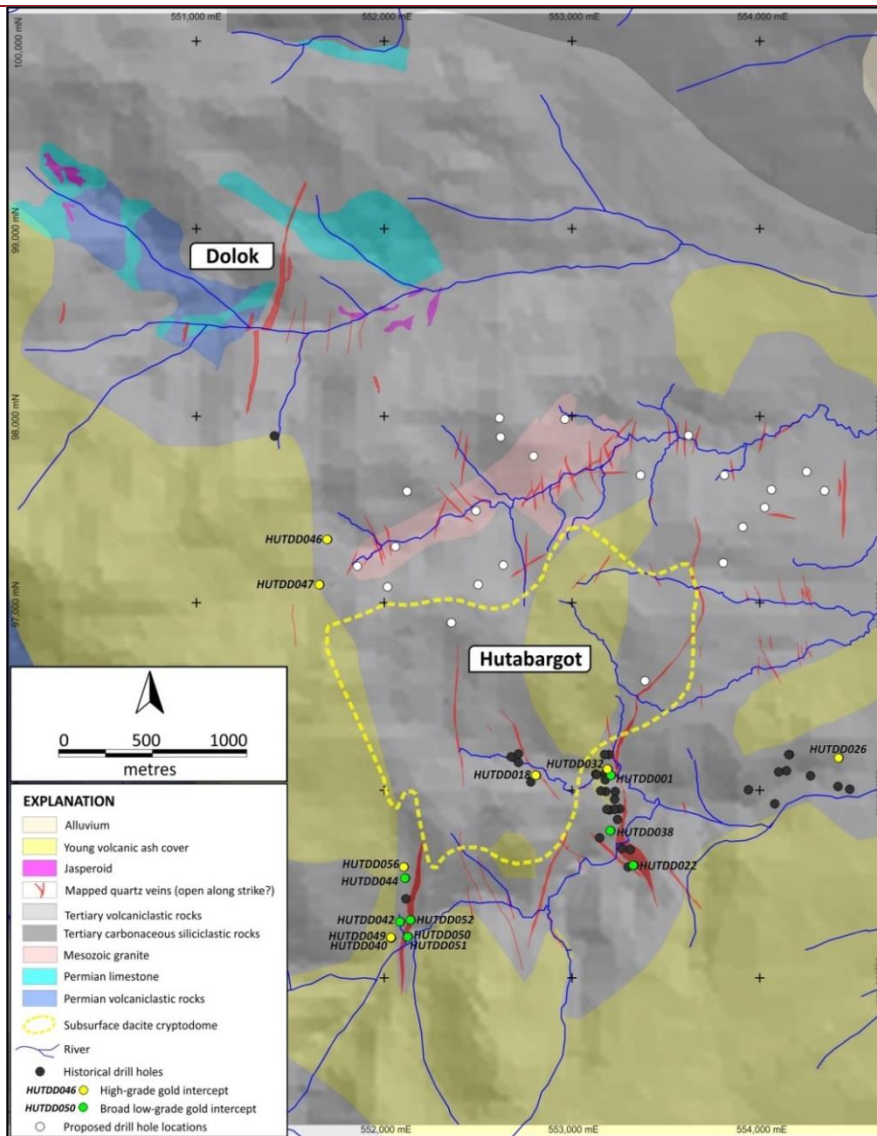 551,000 mE
552,000 mE
553,000 mE
554,000 mE
100,000 mN
99,000 mN
Dolok
98,000 mN
HUTDD046
HUTDD047
97,000 mN
Hutabargot
HUTDD026
HUTDD032
HUTDD018
HUTDD001
HUTDD038
HUTDD056
HUTDD022
HUTDD044
HUTDD042
HUTDD052
HUTDD049
HUTDD050
HUTDD040
HUTDD051
0 500 1000
metres
EXPLANATION
Alluvium
Young volcanic ash cover
Jasperoid
Mapped quartz veins (open along strike?)
Tertiary volcaniclastic rocks
Tertiary carbonaceous siliciclastic rocks
Mesozoic granite
Permian limestone
Permian volcaniclastic rocks
Subsurface dacite cryptodome
River
Historical drill holes
HUTDD046 High-grade gold intercept
HUTDD050 Broad low-grade gold intercept
Proposed drill hole locations
552,000 mE
553,000 mE
554,000 mE